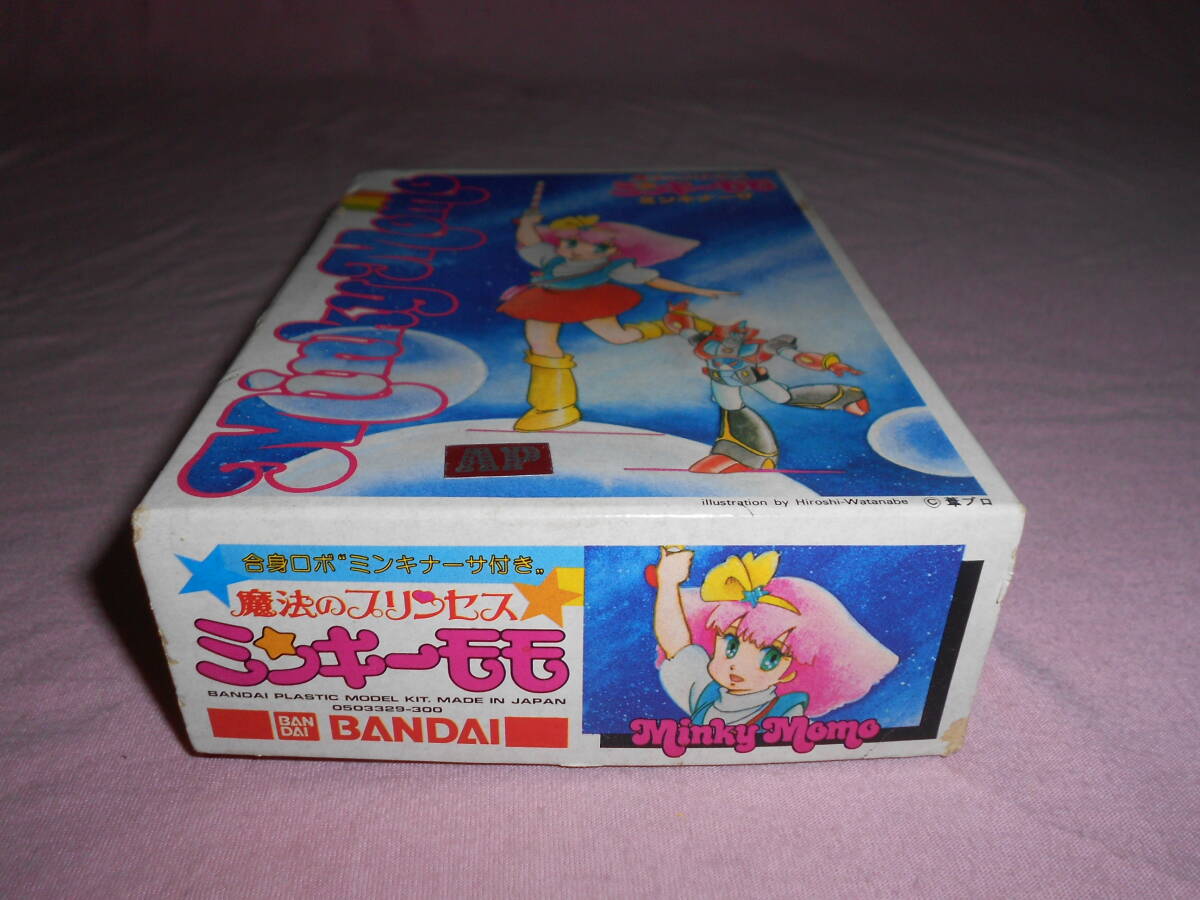 Minky Momo
ミンキーモモ
ミンキナーサ
AP
illustration by Hiroshi-Watanabe © 葦プロ
合身ロボ“ミンキナーサ付き„
魔法のプリンセス
ミンキーモモ
BANDAI PLASTIC MODEL KIT. MADE IN JAPAN
0503329-300
BAN
DAI
BANDAI
Minky Momo